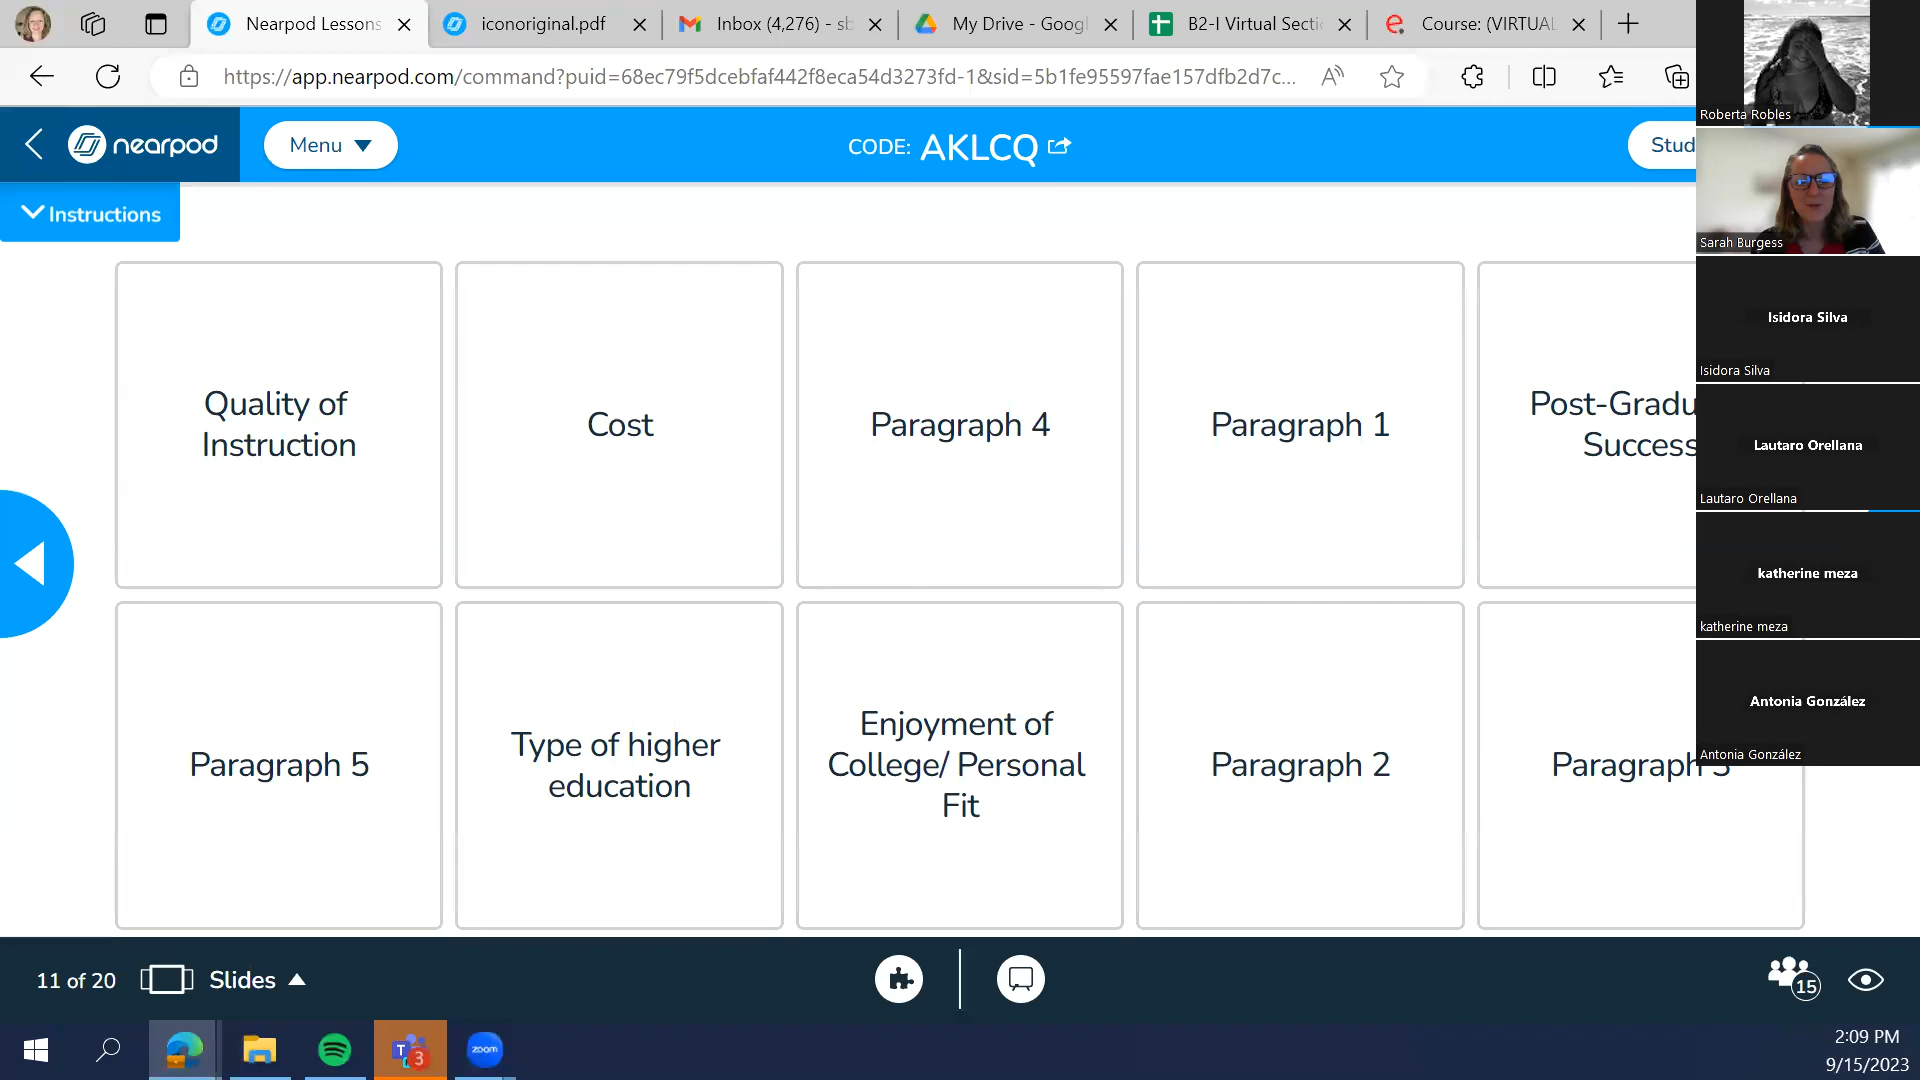 Nearpod Lessons
iconoriginal.pdf
Inbox (4,276) - sb
My Drive - Googl
B2-I Virtual Secti
Course: (VIRTUAL
https://app.nearpod.com/command?puid=68ec79f5dcebfaf442f8eca54d3273fd-1&sid=5b1fe95597fae157dfb2d7c...
nearpod
Menu
CODE: AKLCQ
Stud
Instructions
Quality of
Instruction
Cost
Paragraph 4
Paragraph 1
Post-Gradu
Success
Paragraph 5
Type of higher
education
Enjoyment of
College/ Personal
Fit
Paragraph 2
Paragraph 3
Roberta Robles
Sarah Burgess
Isidora Silva
Isidora Silva
Lautaro Orellana
Lautaro Orellana
katherine meza
katherine meza
Antonia González
Antonia González
11 of 20
Slides
15
T
3
zoom
2:09 PM
9/15/2023